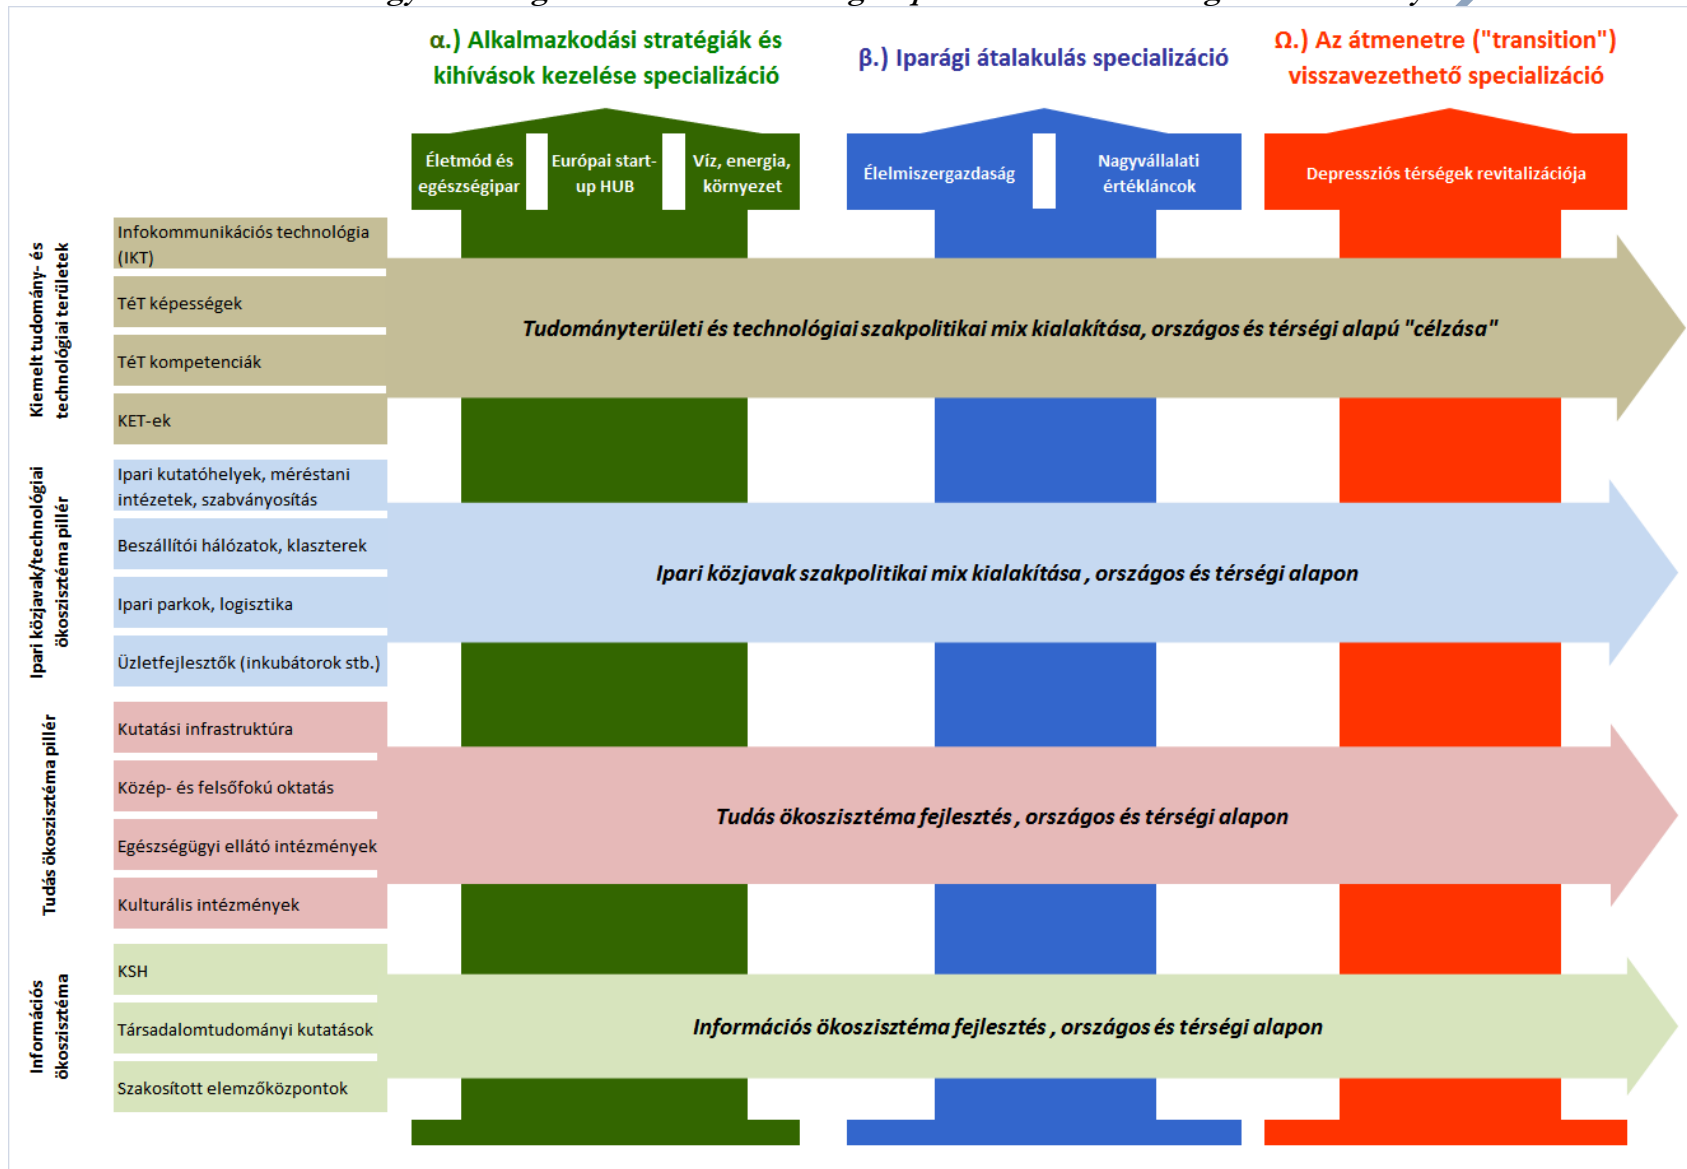 α.) Alkalmazkodási stratégiák és
kihívások kezelése specializáció
β.) Iparági átalakulás specializáció
Ω.) Az átmenetre ("transition")
visszavezethető specializáció
Életmód és
egészségipar
Európai start-
up HUB
Víz, energia,
környezet
Élelmiszergazdaság
Nagyvállalati
értékláncok
Depressziós térségek revitalizációja
Kiemelt tudomány- és
technológiai területek
Infokommunikációs technológia
(IKT)
TéT képességek
TéT kompetenciák
KET-ek
Tudományterületi és technológiai szakpolitikai mix kialakítása, országos és térségi alapú "célzása"
Ipari közjavak/technológiai
ökoszisztéma pillér
Ipari kutatóhelyek, méréstani
intézetek, szabványosítás
Beszállítói hálózatok, klaszterek
Ipari parkok, logisztika
Üzletfejlesztők (inkubátorok stb.)
Ipari közjavak szakpolitikai mix kialakítása , országos és térségi alapon
Tudás ökoszisztéma pillér
Kutatási infrastruktúra
Közép- és felsőfokú oktatás
Egészségügyi ellátó intézmények
Kulturális intézmények
Tudás ökoszisztéma fejlesztés , országos és térségi alapon
Információs
ökoszisztéma
KSH
Társadalomtudományi kutatások
Szakosított elemzőközpontok
Információs ökoszisztéma fejlesztés , országos és térségi alapon